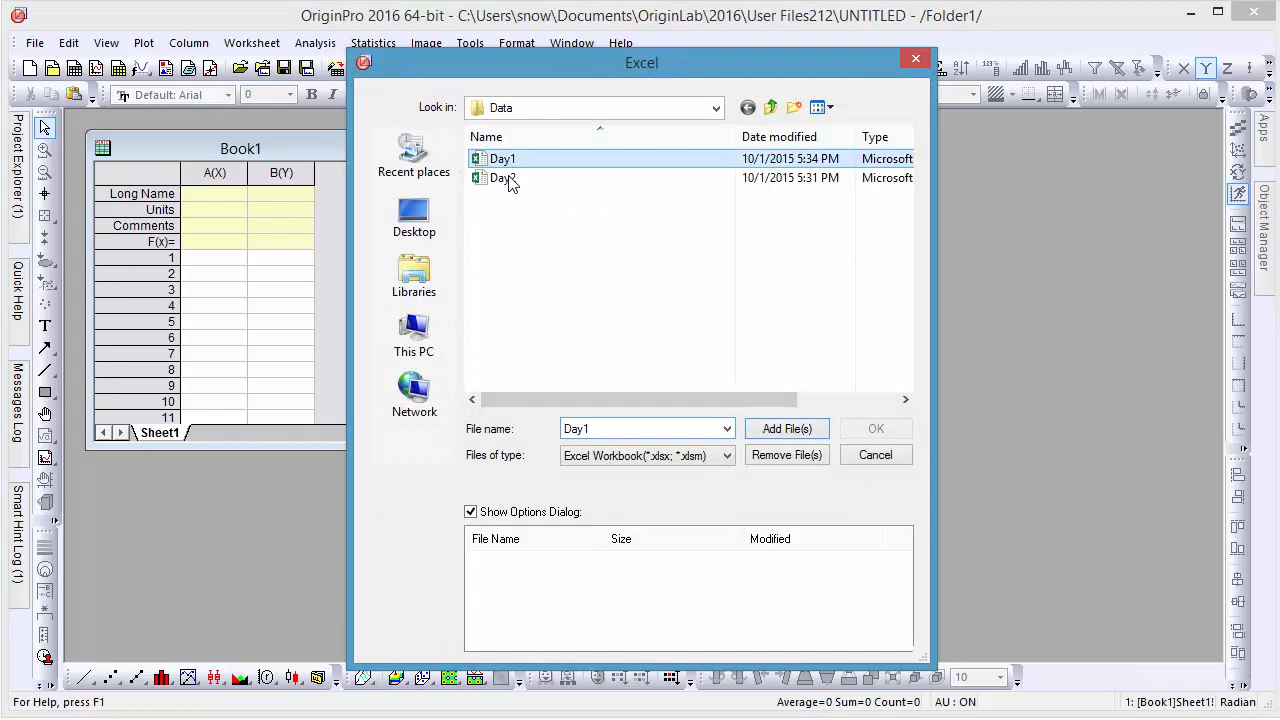 OriginPro 2016 64-bit - C:\Users\snow\Documents\OriginLab\2016\User Files212\UNTITLED - /Folder1/
File Edit View Plot Column Worksheet Analysis Statistics Image Tools Format Window Help
Default: Arial 0 B I
Y Z
Excel
Look in: Data
Name Date modified Type
Day1 10/1/2015 5:34 PM Microsoft
10/1/2015 5:31 PM Microsoft
Recent places
Desktop
Libraries
This PC
Network
File name: Day1 Add File(s) OK
Files of type: Excel Workbook(*.xlsx; *.xlsm) Remove File(s) Cancel
Show Options Dialog:
File Name Size Modified
Book1
A(X) B(Y)
Long Name
Units
Comments
F(x)=
1
2
3
4
5
6
7
8
9
10
11
Sheet1
Project Explorer (1)
Quick Help
Messages Log
Smart Hint Log (1)
Apps
Object Manager
10
For Help, press F1 Average=0 Sum=0 Count=0 AU : ON 1: [Book1]Sheet1! Radian